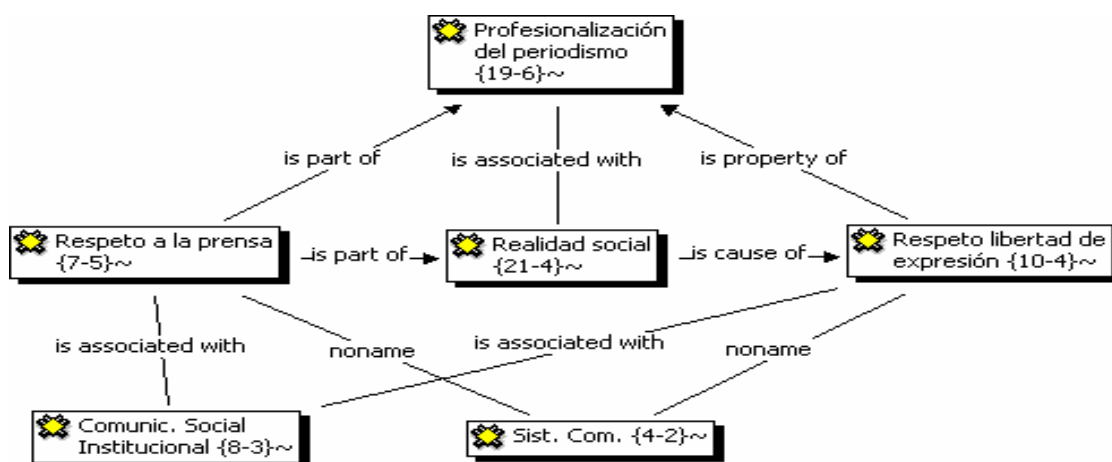 Profesionalización
del periodismo
{19-6}~
is part of
is associated with
is property of
Respeto a la prensa
{7-5}~
is part of
Realidad social
{21-4}~
is cause of
Respeto libertad de
expresión {10-4}~
is associated with
noname
is associated with
noname
Comunic. Social
Institucional {8-3}~
Sist. Com. {4-2}~